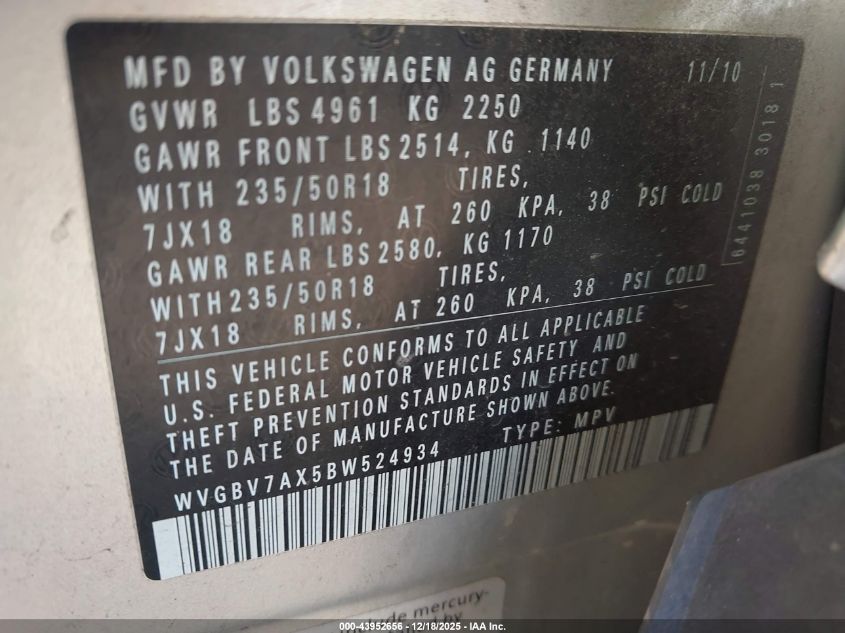 MFD BY VOLKSWAGEN AG GERMANY 11/10
GVWR LBS 4961 KG 2250
GAWR FRONT LBS 2514, KG 1140
WITH 235/50R18 TIRES,
7JX18 RIMS, AT 260 KPA, 38 PSI COLD
GAWR REAR LBS 2580, KG 1170
WITH 235/50R18 TIRES,
7JX18 RIMS, AT 260 KPA, 38 PSI COLD
THIS VEHICLE CONFORMS TO ALL APPLICABLE
U.S. FEDERAL MOTOR VEHICLE SAFETY AND
THEFT PREVENTION STANDARDS IN EFFECT ON
THE DATE OF MANUFACTURE SHOWN ABOVE.
WVGBV7AX5BW524934 TYPE: MPV
6441038 30181
mercury-
by
000-43952656 - 12/18/2025 - IAA Inc.